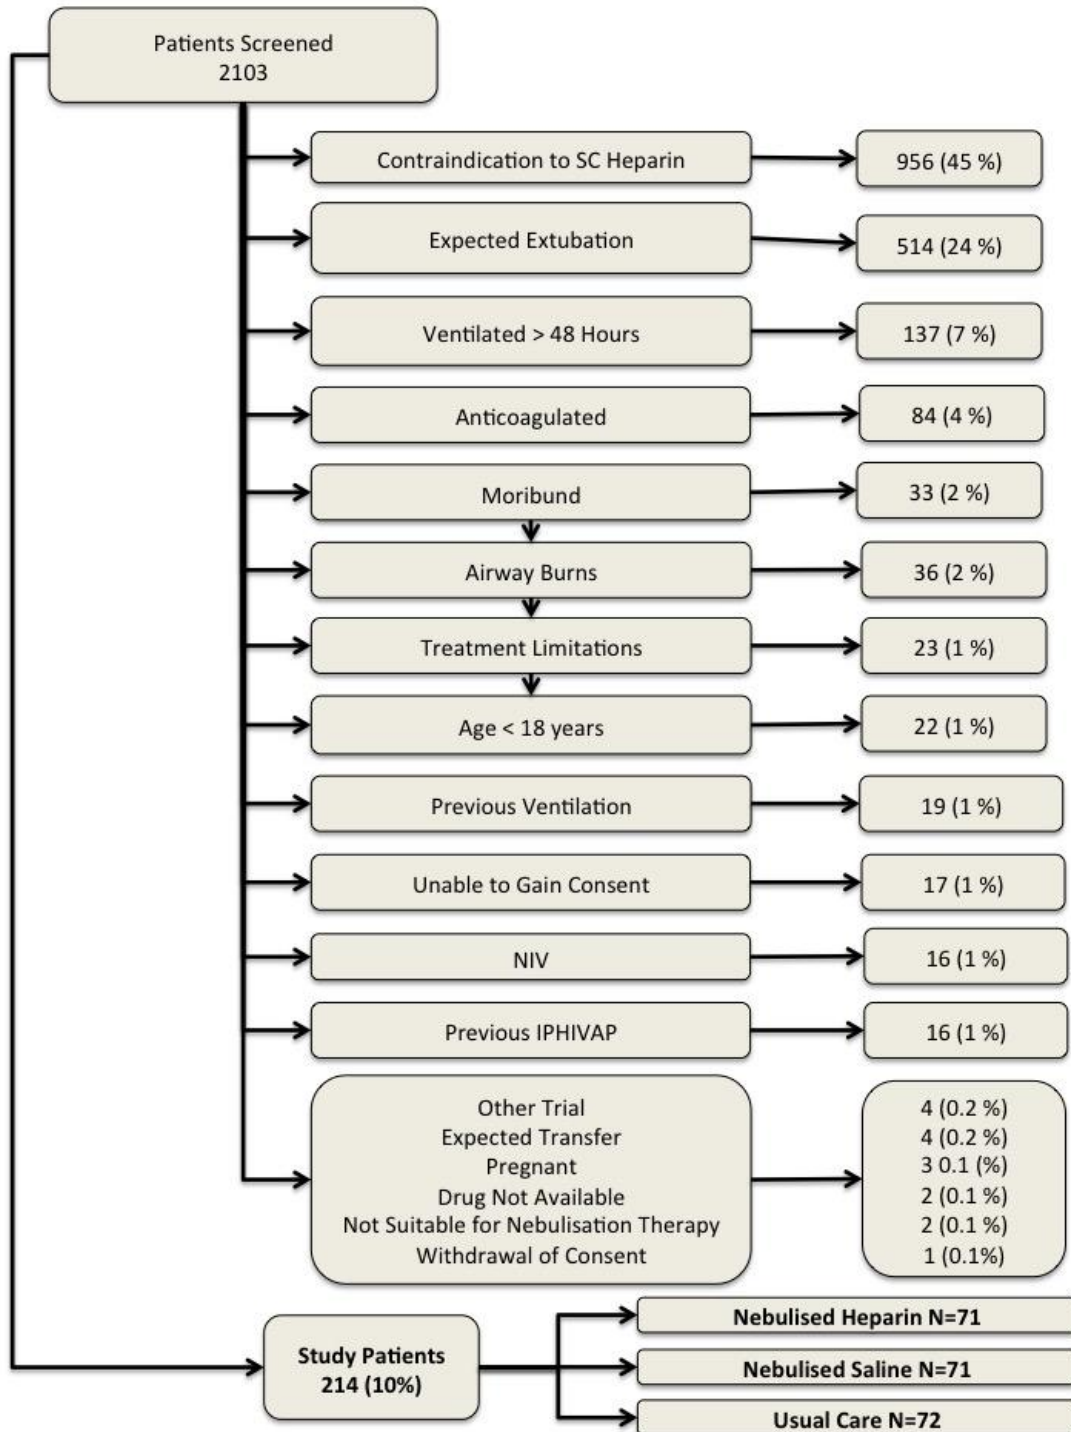 Patients Screened
2103
Contraindication to SC Heparin
956 (45 %)
Expected Extubation
514 (24 %)
Ventilated > 48 Hours
137 (7 %)
Anticoagulated
84 (4 %)
Moribund
33 (2 %)
Airway Burns
36 (2 %)
Treatment Limitations
23 (1 %)
Age < 18 years
22 (1 %)
Previous Ventilation
19 (1 %)
Unable to Gain Consent
17 (1 %)
NIV
16 (1 %)
Previous IPHIVAP
16 (1 %)
Other Trial
4 (0.2 %)
Expected Transfer
4 (0.2 %)
Pregnant
3 0.1 (%)
Drug Not Available
2 (0.1 %)
Not Suitable for Nebulisation Therapy
2 (0.1 %)
Withdrawal of Consent
1 (0.1%)
Study Patients
214 (10%)
Nebulised Heparin N=71
Nebulised Saline N=71
Usual Care N=72